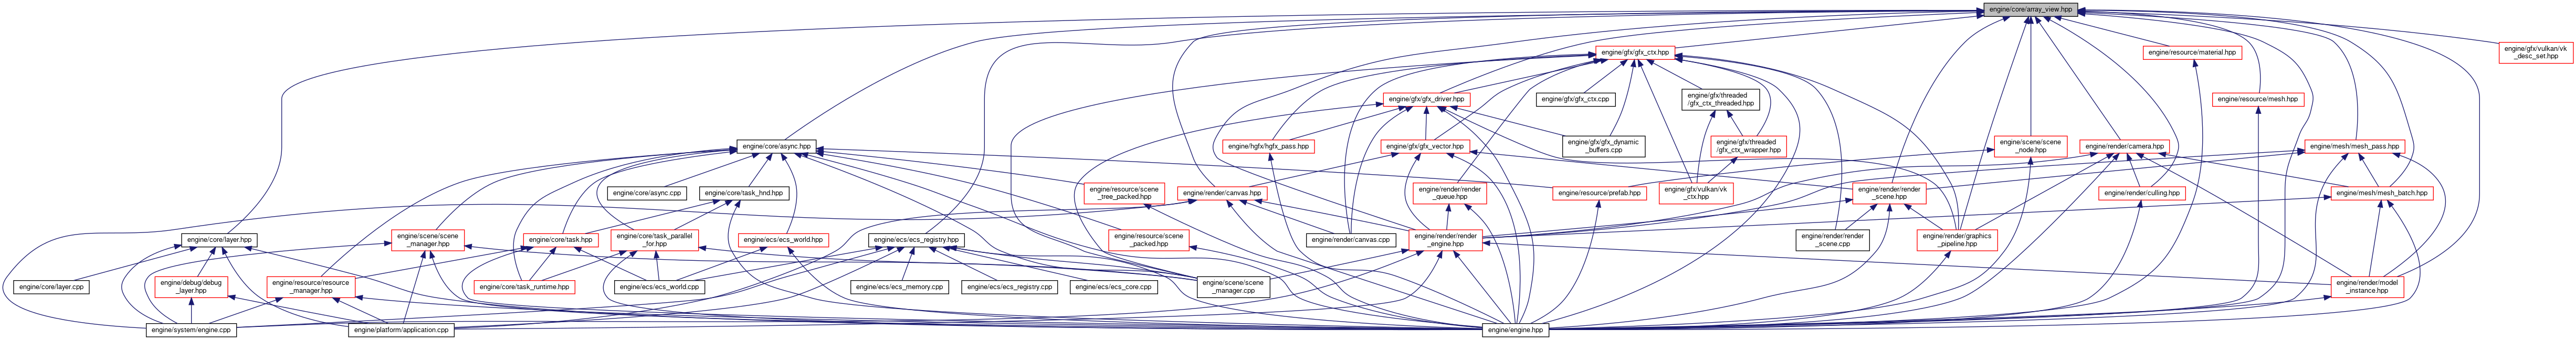 engine/core/array_view.hpp
engine/gfx/gfx_ctx.hpp
engine/resource/material.hpp
engine/gfx/vulkan/vk
_desc_set.hpp
engine/gfx/gfx_driver.hpp
engine/gfx/gfx_ctx.cpp
engine/gfx/threaded
/gfx_ctx_threaded.hpp
engine/resource/mesh.hpp
engine/core/async.hpp
engine/hgfx/hgfx_pass.hpp
engine/gfx/gfx_vector.hpp
engine/gfx/gfx_dynamic
_buffers.cpp
engine/gfx/threaded
/gfx_ctx_wrapper.hpp
engine/scene/scene
_node.hpp
engine/render/camera.hpp
engine/mesh/mesh_pass.hpp
engine/core/async.cpp
engine/core/task_hnd.hpp
engine/resource/scene
_tree_packed.hpp
engine/render/canvas.hpp
engine/render/render
_queue.hpp
engine/resource/prefab.hpp
engine/gfx/vulkan/vk
_ctx.hpp
engine/render/render
_scene.hpp
engine/render/culling.hpp
engine/mesh/mesh_batch.hpp
engine/core/layer.hpp
engine/scene/scene
_manager.hpp
engine/core/task.hpp
engine/core/task_parallel
_for.hpp
engine/ecs/ecs_world.hpp
engine/ecs/ecs_registry.hpp
engine/resource/scene
_packed.hpp
engine/render/canvas.cpp
engine/render/render
_engine.hpp
engine/render/render
_scene.cpp
engine/render/graphics
_pipeline.hpp
engine/core/layer.cpp
engine/debug/debug
_layer.hpp
engine/resource/resource
_manager.hpp
engine/core/task_runtime.hpp
engine/ecs/ecs_world.cpp
engine/ecs/ecs_memory.cpp
engine/ecs/ecs_registry.cpp
engine/ecs/ecs_core.cpp
engine/scene/scene
_manager.cpp
engine/render/model
_instance.hpp
engine/system/engine.cpp
engine/platform/application.cpp
engine/engine.hpp